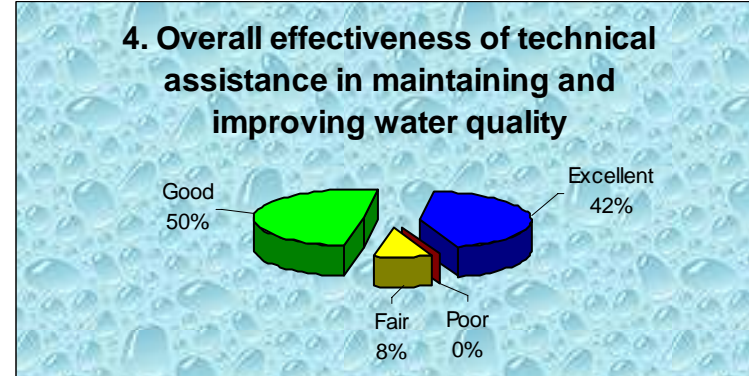 4. Overall effectiveness of technical
assistance in maintaining and
improving water quality
Good
50%
Excellent
42%
Fair
8%
Poor
0%